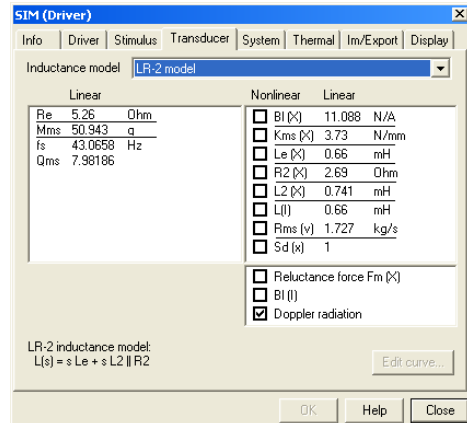 SIM (Driver)
Info Driver Stimulus Transducer System Thermal Im/Export Display
Inductance model LR-2 model
Linear
Re 5.26 Ohm
Mms 50.943 g
fs 43.0658 Hz
Qms 7.98186
Nonlinear Linear
Bl (X) 11.088 N/A
Kms (X) 3.73 N/mm
Le (X) 0.66 mH
R2 (X) 2.69 Ohm
L2 (X) 0.741 mH
L(I) 0.66 mH
Rms (v) 1.727 kg/s
Sd (x) 1
Reluctance force Fm (X)
Bl (I)
Doppler radiation
LR-2 inductance model:
L(s) = s Le + s L2 || R2
Edit curve...
OK Help Close